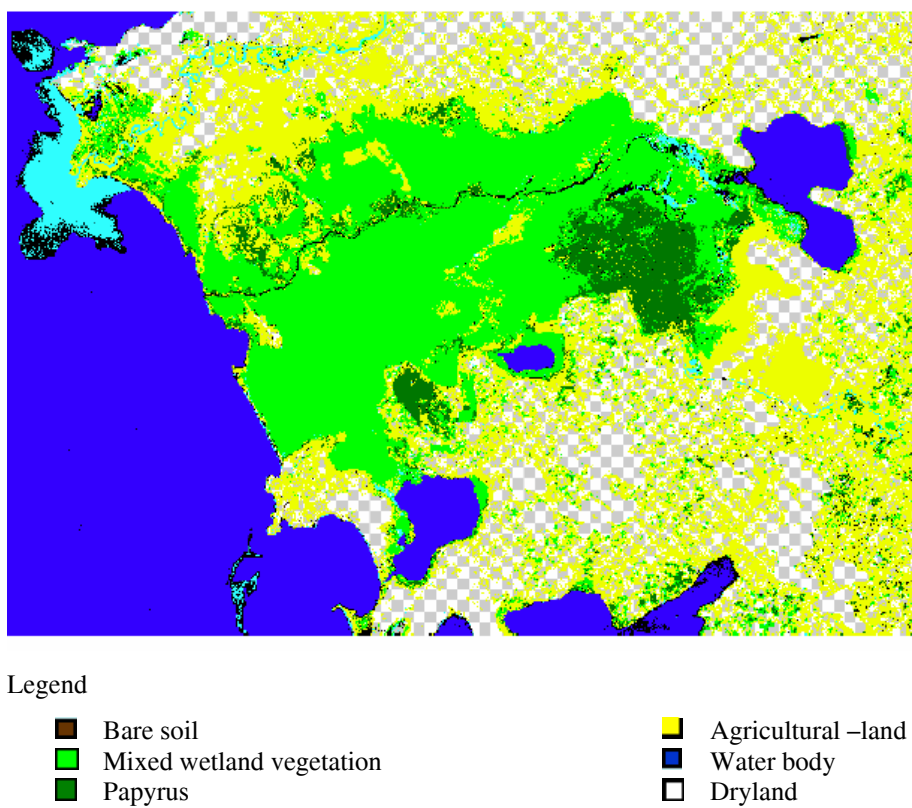 Legend
Bare soil
Mixed wetland vegetation
Papyrus
Agricultural –land
Water body
Dryland